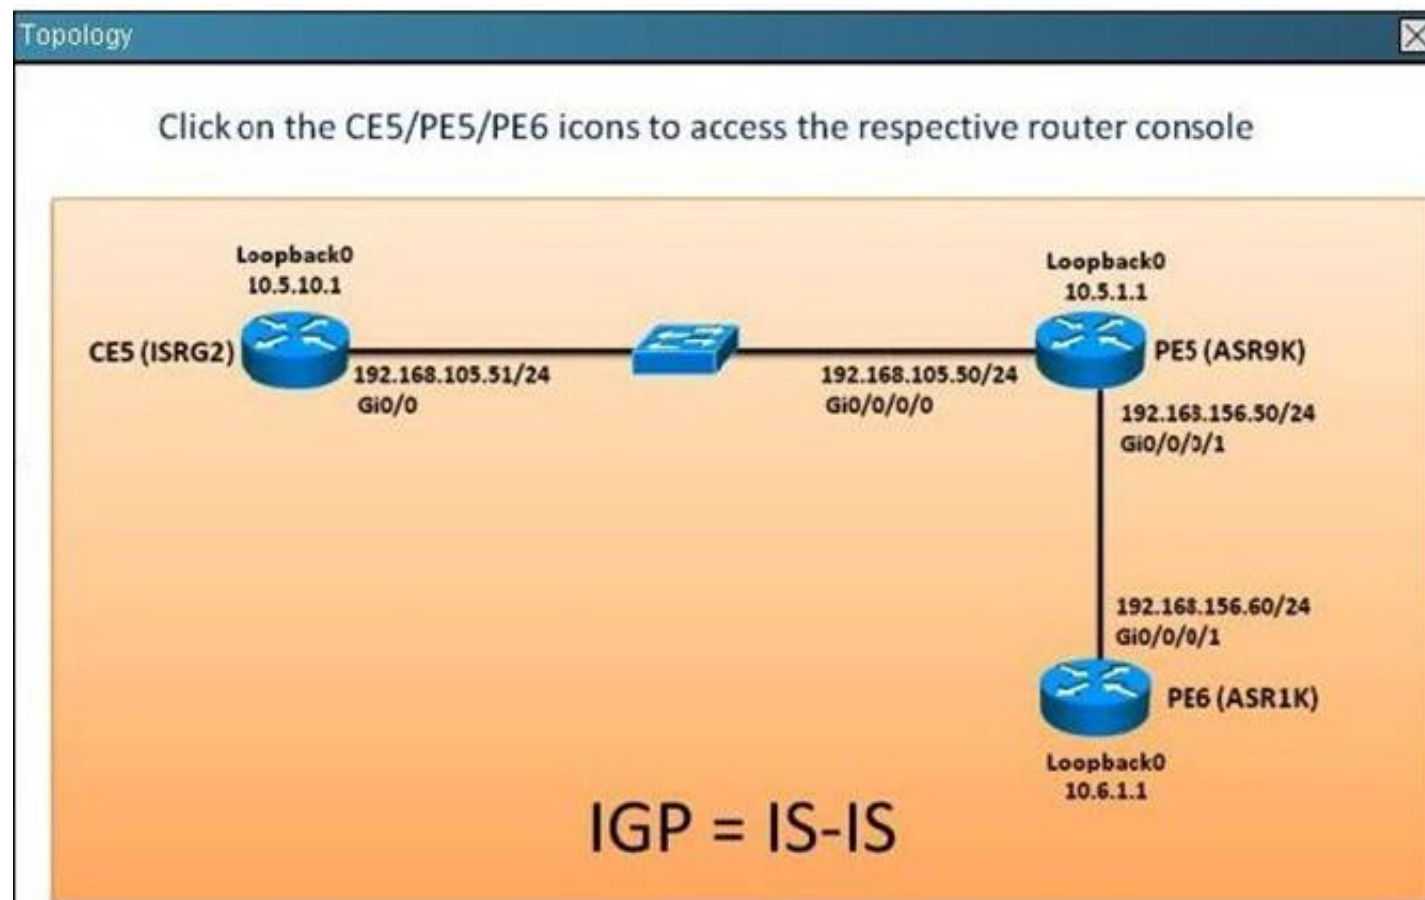 Topology
Click on the CE5/PE5/PE6 icons to access the respective router console
Loopback0
10.5.10.1
CE5 (ISRG2)
192.168.105.51/24
Gi0/0
192.168.105.50/24
Gi0/0/0/0
Loopback0
10.5.1.1
PE5 (ASR9K)
192.168.156.50/24
Gi0/0/0/1
192.168.156.60/24
Gi0/0/0/1
PE6 (ASR1K)
Loopback0
10.6.1.1
IGP = IS-IS